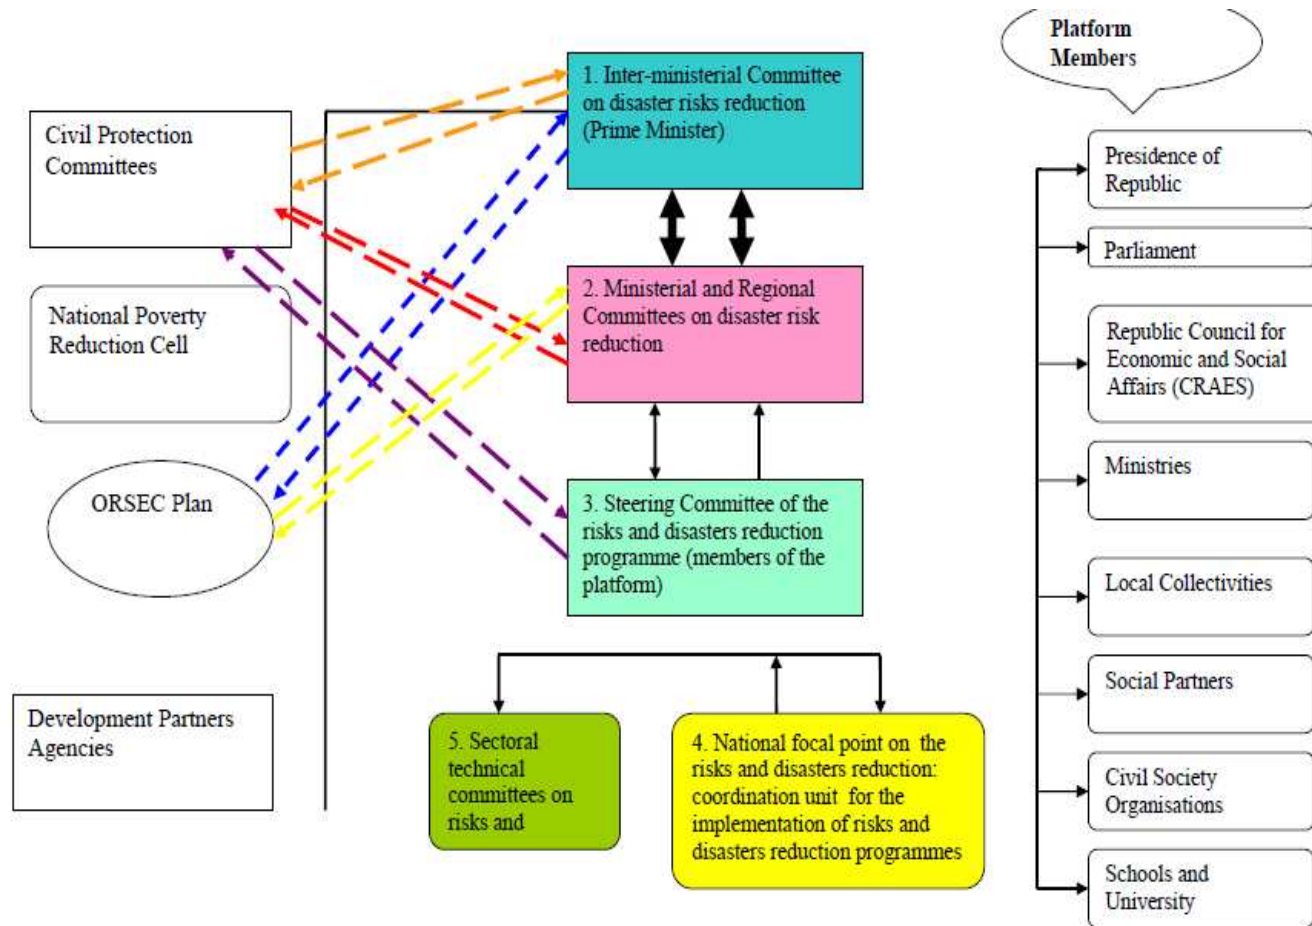 Platform
Members
1. Inter-ministerial Committee
on disaster risks reduction
(Prime Minister)
Civil Protection
Committees
Presidence of
Republic
Parliament
2. Ministerial and Regional
Committees on disaster risk
reduction
National Poverty
Reduction Cell
Republic Council for
Economic and Social
Affairs (CRAES)
Ministries
ORSEC Plan
3. Steering Committee of the
risks and disasters reduction
programme (members of the
platform)
Local Collectivities
Social Partners
Development Partners
Agencies
5. Sectoral
technical
committees on
risks and
4. National focal point on the
risks and disasters reduction:
coordination unit for the
implementation of risks and
disasters reduction programmes
Civil Society
Organisations
Schools and
University